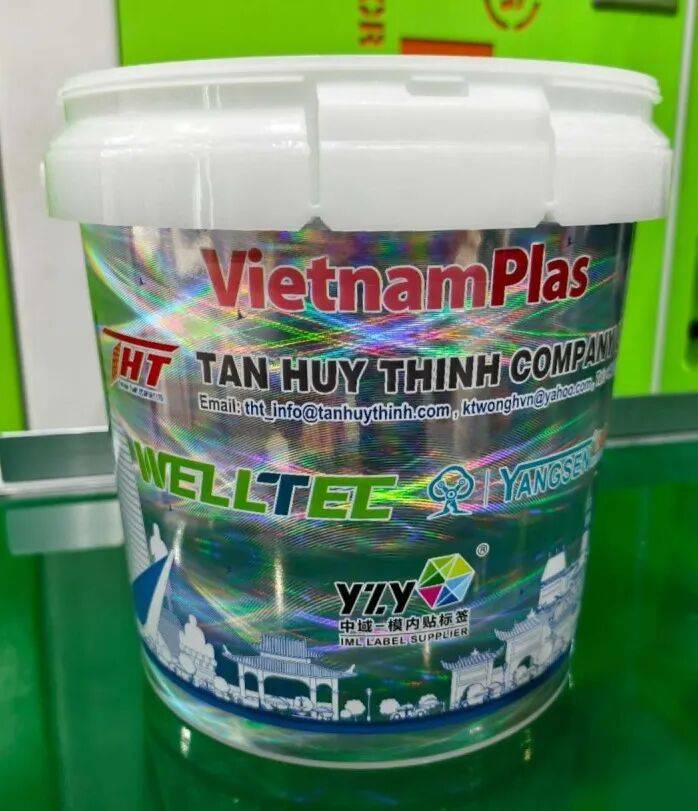 VietnamPlas
THT
TAN HUY THINH COMPANY
Email: tht_info@tanhuythinh.com , ktwonghvn@yahoo.com,
WELLTEC
YANGSEN
®
YZY
中域-模内贴标签
IML LABEL SUPPLIER